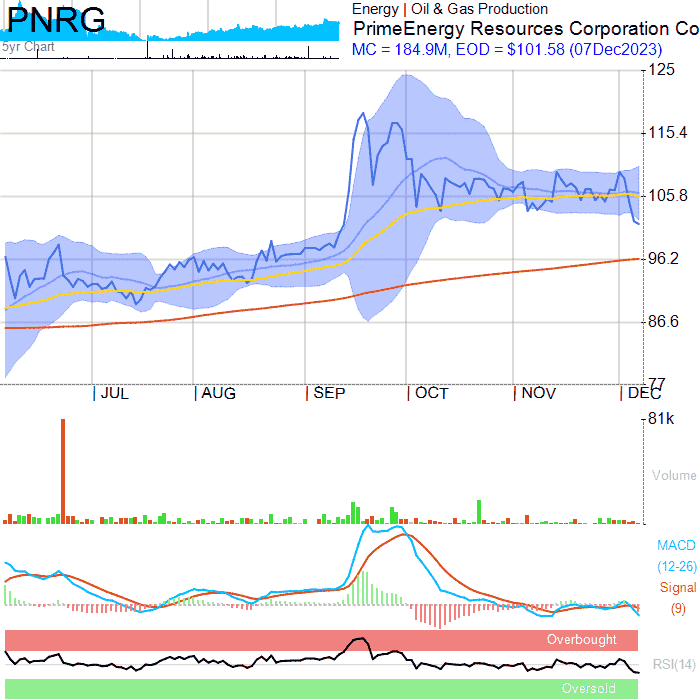 PNRG
5yr Chart
Energy | Oil & Gas Production
PrimeEnergy Resources Corporation Co
MC = 184.9M, EOD = $101.58 (07Dec2023)
125
115.4
105.8
96.2
86.6
77
JUL AUG SEP OCT NOV DEC
81k
Volume
MACD
(12-26)
Signal
(9)
Overbought
RSI(14)
Oversold